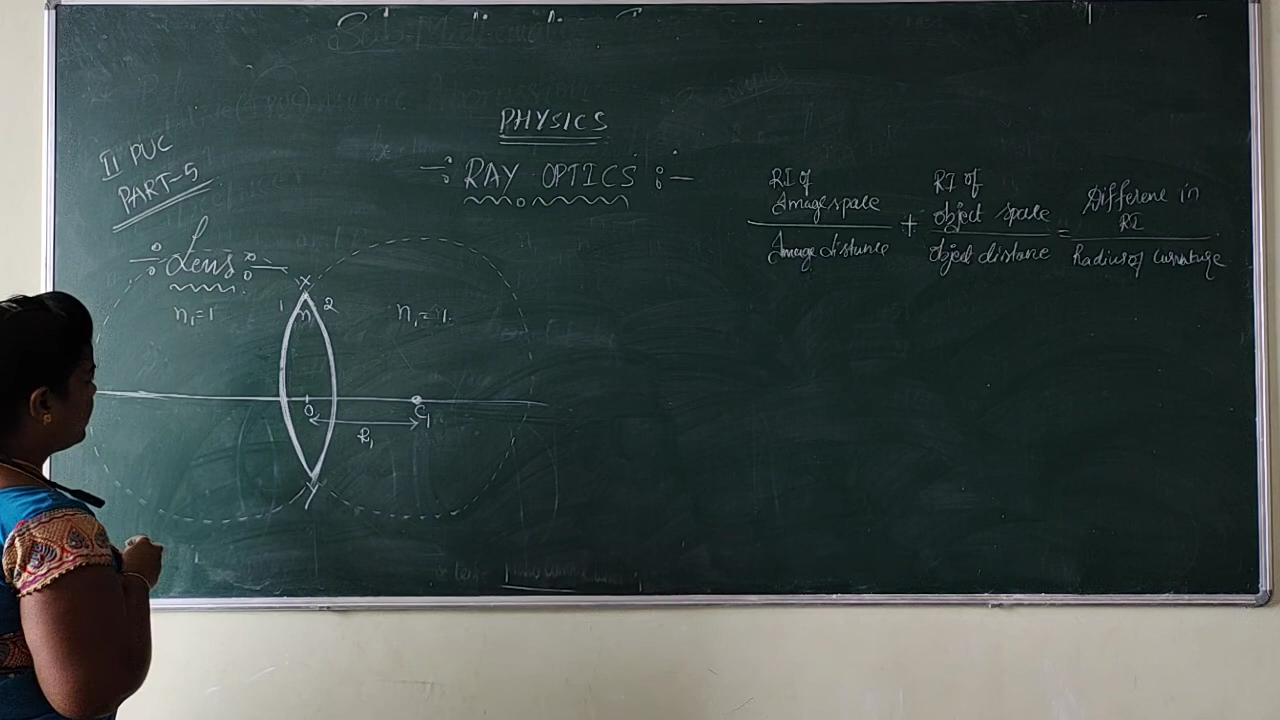 PHYSICS
II PUC
PART-5
RAY OPTICS
Lens
RI of
Image space
Image distance
+
RI of
object space
object distance
=
Difference in
RI
Radius of curvature
X
1
n
2
n₁=1
n₁=1
O
C₁
R₁
Y